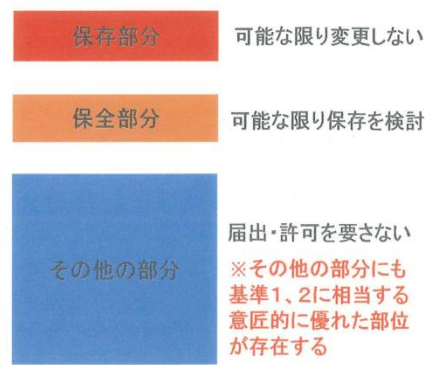 保存部分 可能な限り変更しない
保全部分 可能な限り保存を検討
その他の部分 届出・許可を要さない
※その他の部分にも
基準1、2に相当する
意匠的に優れた部位
が存在する